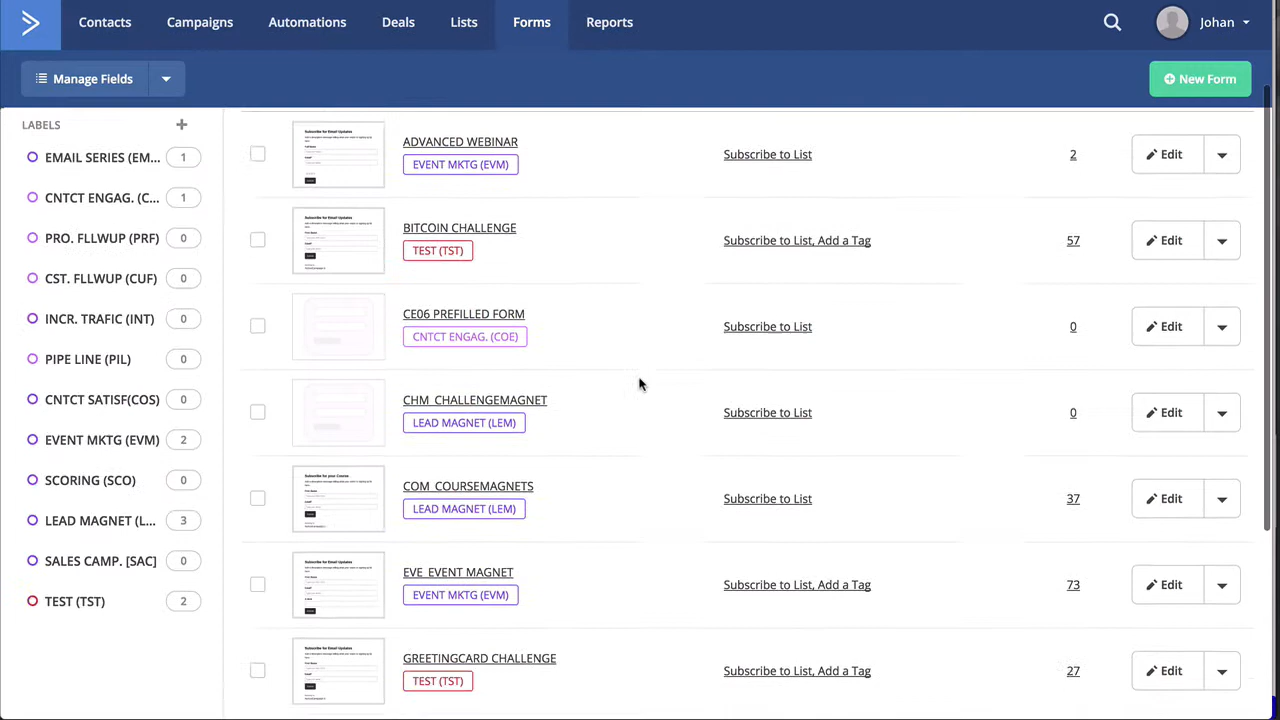 Contacts
Campaigns
Automations
Deals
Lists
Forms
Reports
Johan
Manage Fields
New Form
LABELS
EMAIL SERIES (EM... 1
CNTCT ENGAG. (C... 1
PRO. FLLWUP (PRF) 0
CST. FLLWUP (CUF) 0
INCR. TRAFIC (INT) 0
PIPE LINE (PIL) 0
CNTCT SATISF(COS) 0
EVENT MKTG (EVM) 2
SCORING (SCO) 0
LEAD MAGNET (L... 3
SALES CAMP. [SAC] 0
TEST (TST) 2
ADVANCED WEBINAR
EVENT MKTG (EVM)
Subscribe to List
2
Edit
BITCOIN CHALLENGE
TEST (TST)
Subscribe to List, Add a Tag
57
Edit
CE06 PREFILLED FORM
CNTCT ENGAG. (COE)
Subscribe to List
0
Edit
CHM_CHALLENGEMAGNET
LEAD MAGNET (LEM)
Subscribe to List
0
Edit
COM_COURSEMAGNETS
LEAD MAGNET (LEM)
Subscribe to List
37
Edit
EVE_EVENT MAGNET
EVENT MKTG (EVM)
Subscribe to List, Add a Tag
73
Edit
GREETINGCARD CHALLENGE
TEST (TST)
Subscribe to List, Add a Tag
27
Edit